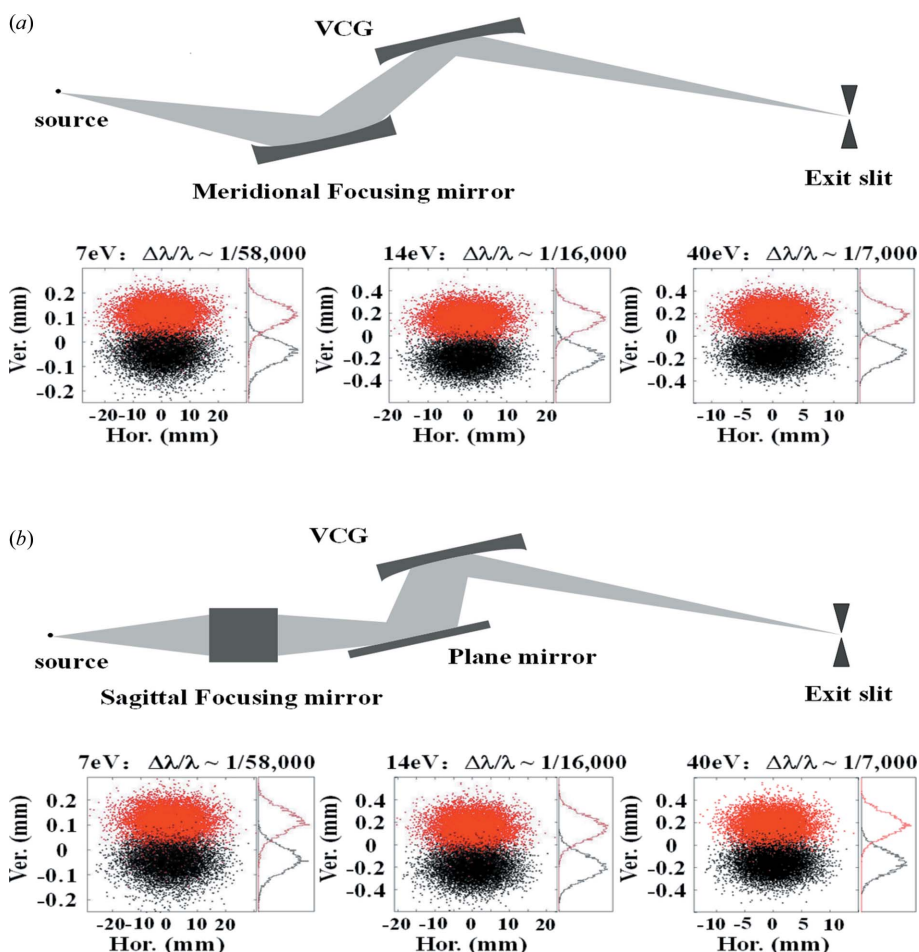 (a)
VCG
source
Meridional Focusing mirror
Exit slit
7eV: Δλ/λ ~ 1/58,000
14eV: Δλ/λ ~ 1/16,000
40eV: Δλ/λ ~ 1/7,000
Ver. (mm)
0.2
0.1
0
-0.1
-0.2
-20 -10 0 10 20
Hor. (mm)
Ver. (mm)
0.4
0.2
0
-0.2
-0.4
-20 -10 0 10 20
Hor. (mm)
Ver. (mm)
0.4
0.2
0
-0.2
-0.4
-10 -5 0 5 10
Hor. (mm)
(b)
VCG
source
Plane mirror
Sagittal Focusing mirror
Exit slit
7eV: Δλ/λ ~ 1/58,000
14eV: Δλ/λ ~ 1/16,000
40eV: Δλ/λ ~ 1/7,000
Ver. (mm)
0.2
0.1
0
-0.1
-0.2
-20 -10 0 10 20
Hor. (mm)
Ver. (mm)
0.4
0.2
0
-0.2
-0.4
-20 -10 0 10 20
Hor. (mm)
Ver. (mm)
0.4
0.2
0
-0.2
-0.4
-10 -5 0 5 10
Hor. (mm)